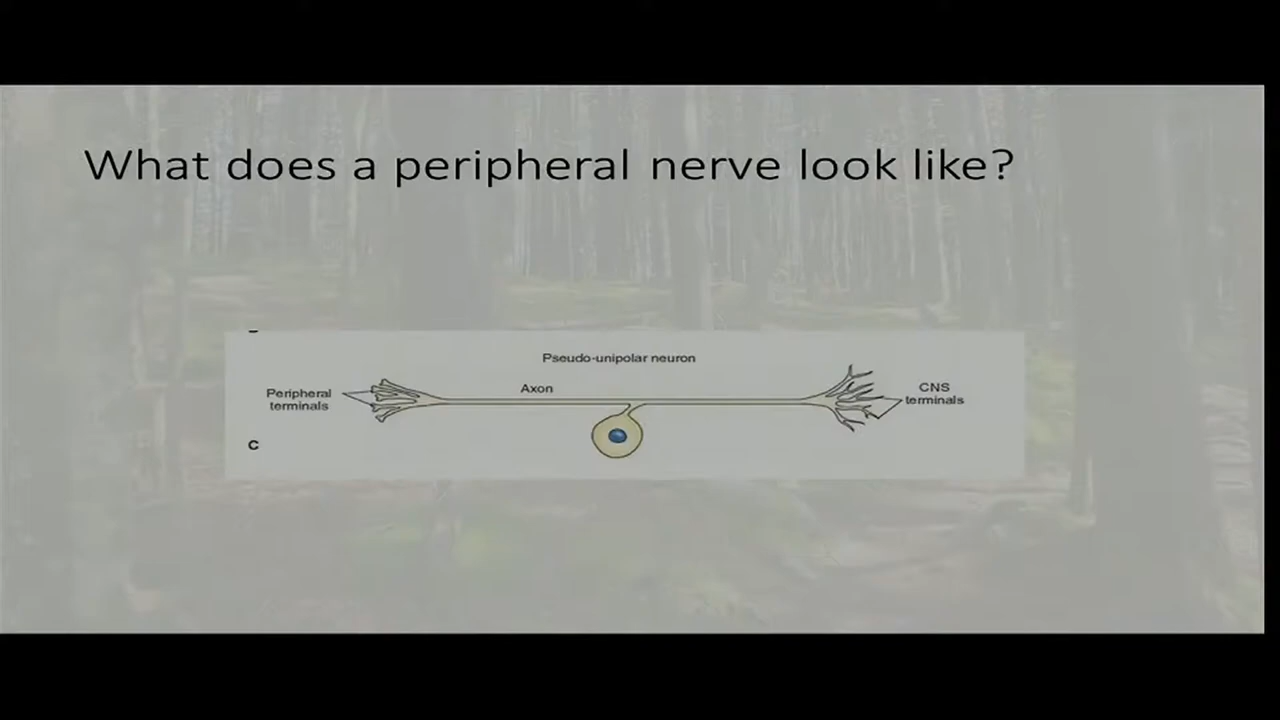 What does a peripheral nerve look like?
Pseudo-unipolar neuron
Axon
Peripheral
terminals
CNS
terminals
C